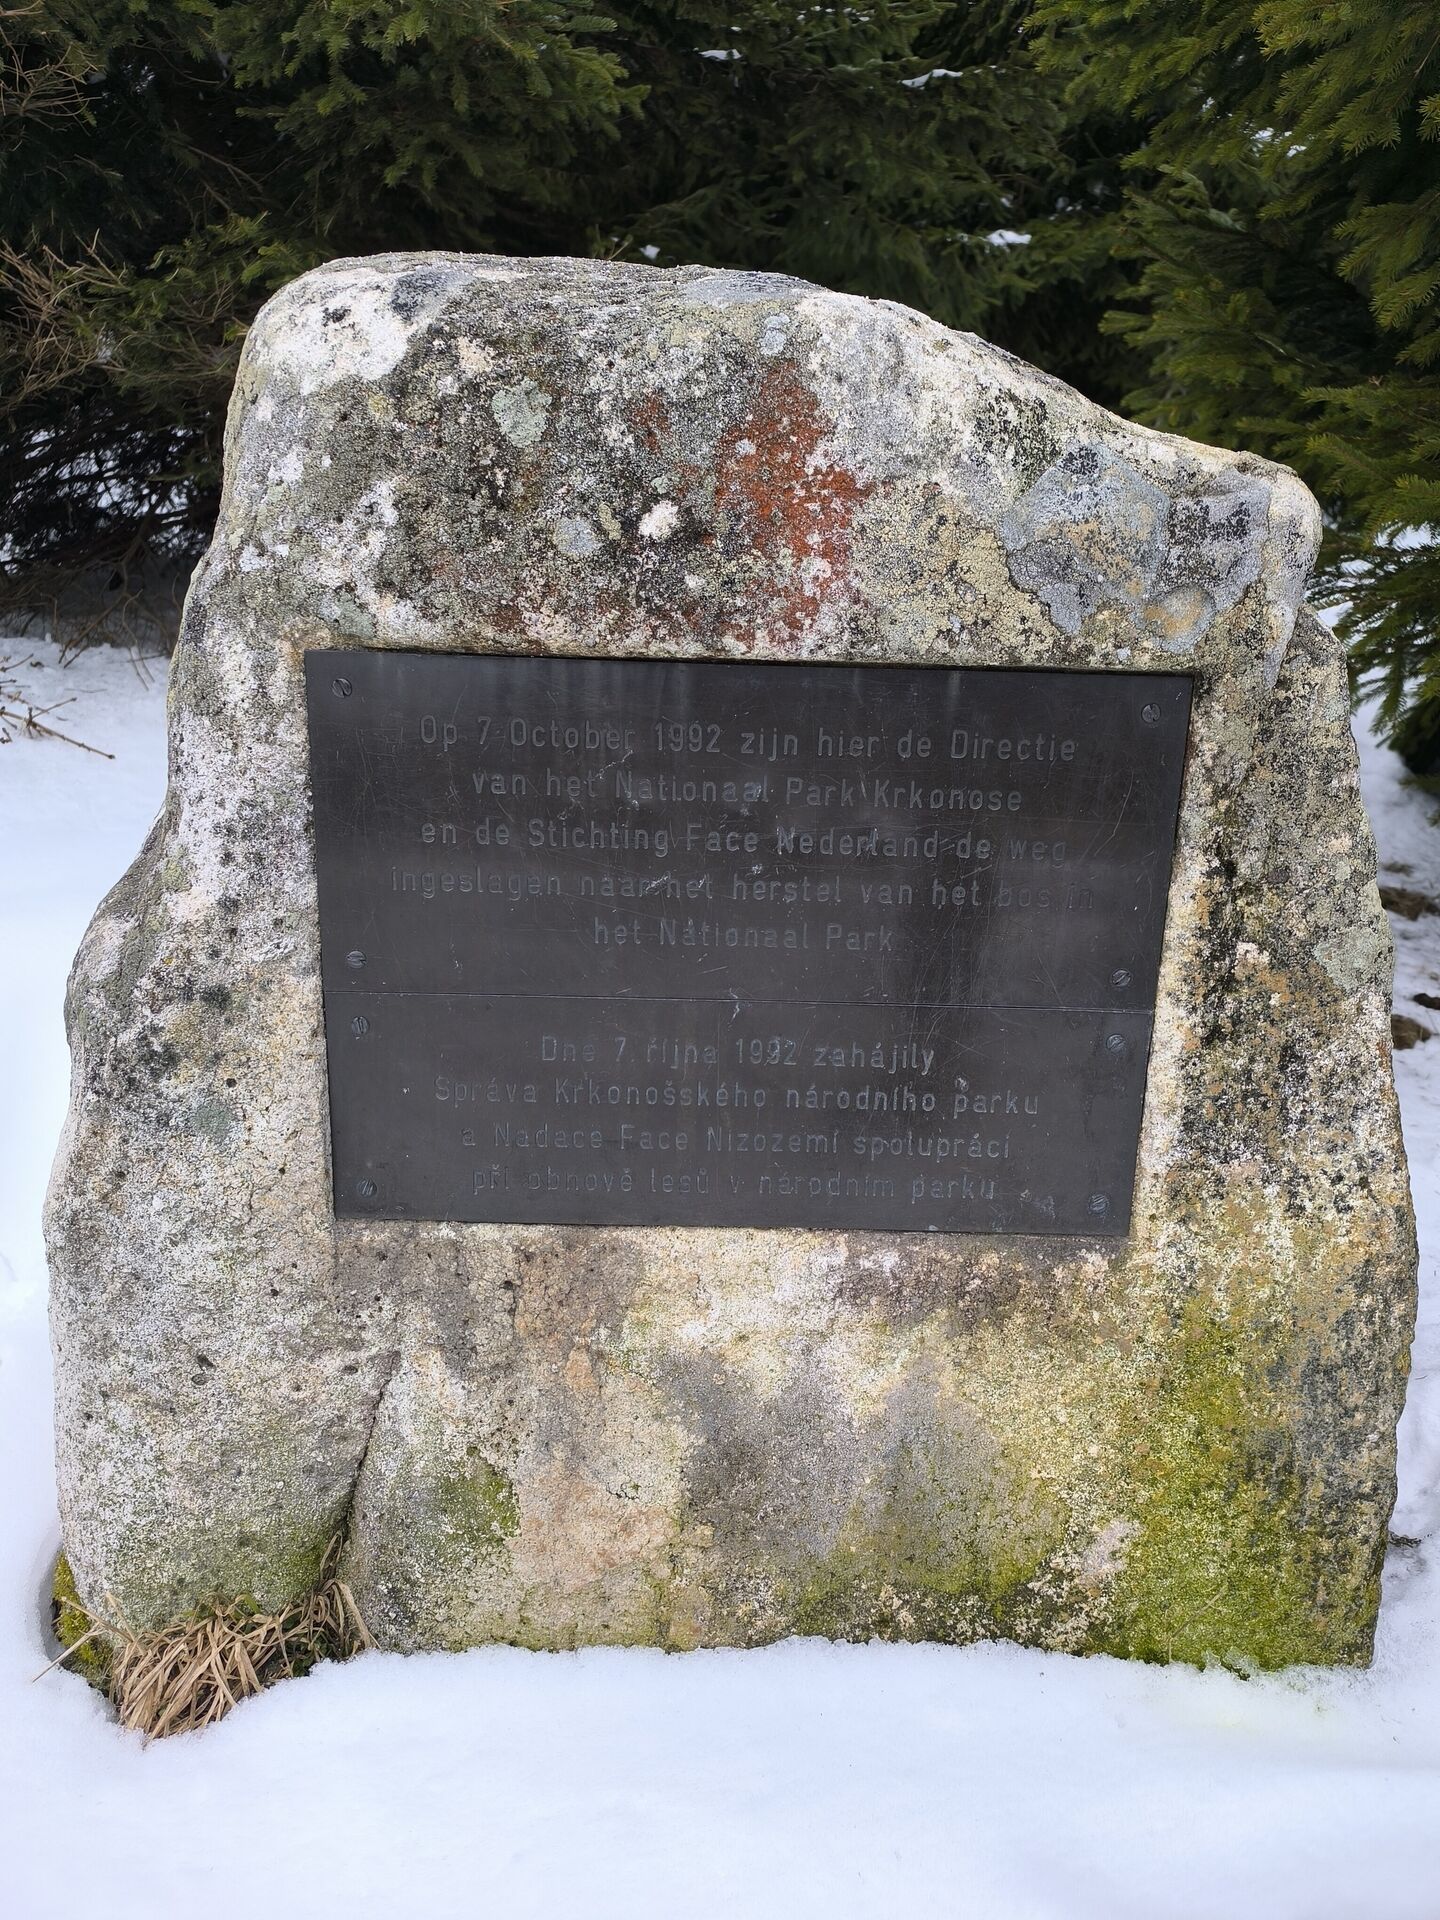 Op 7 October 1992 zijn hier de Directie
van het Nationaal Park Krkonose
en de Stichting Face Nederland de weg
ingeslagen naar het herstel van het bos in
het Nationaal Park
Dne 7. října 1992 zahájily
Správa Krkonošského národního parku
a Nadace Face Nizozemí spolupráci
při obnově lesů v národním parku